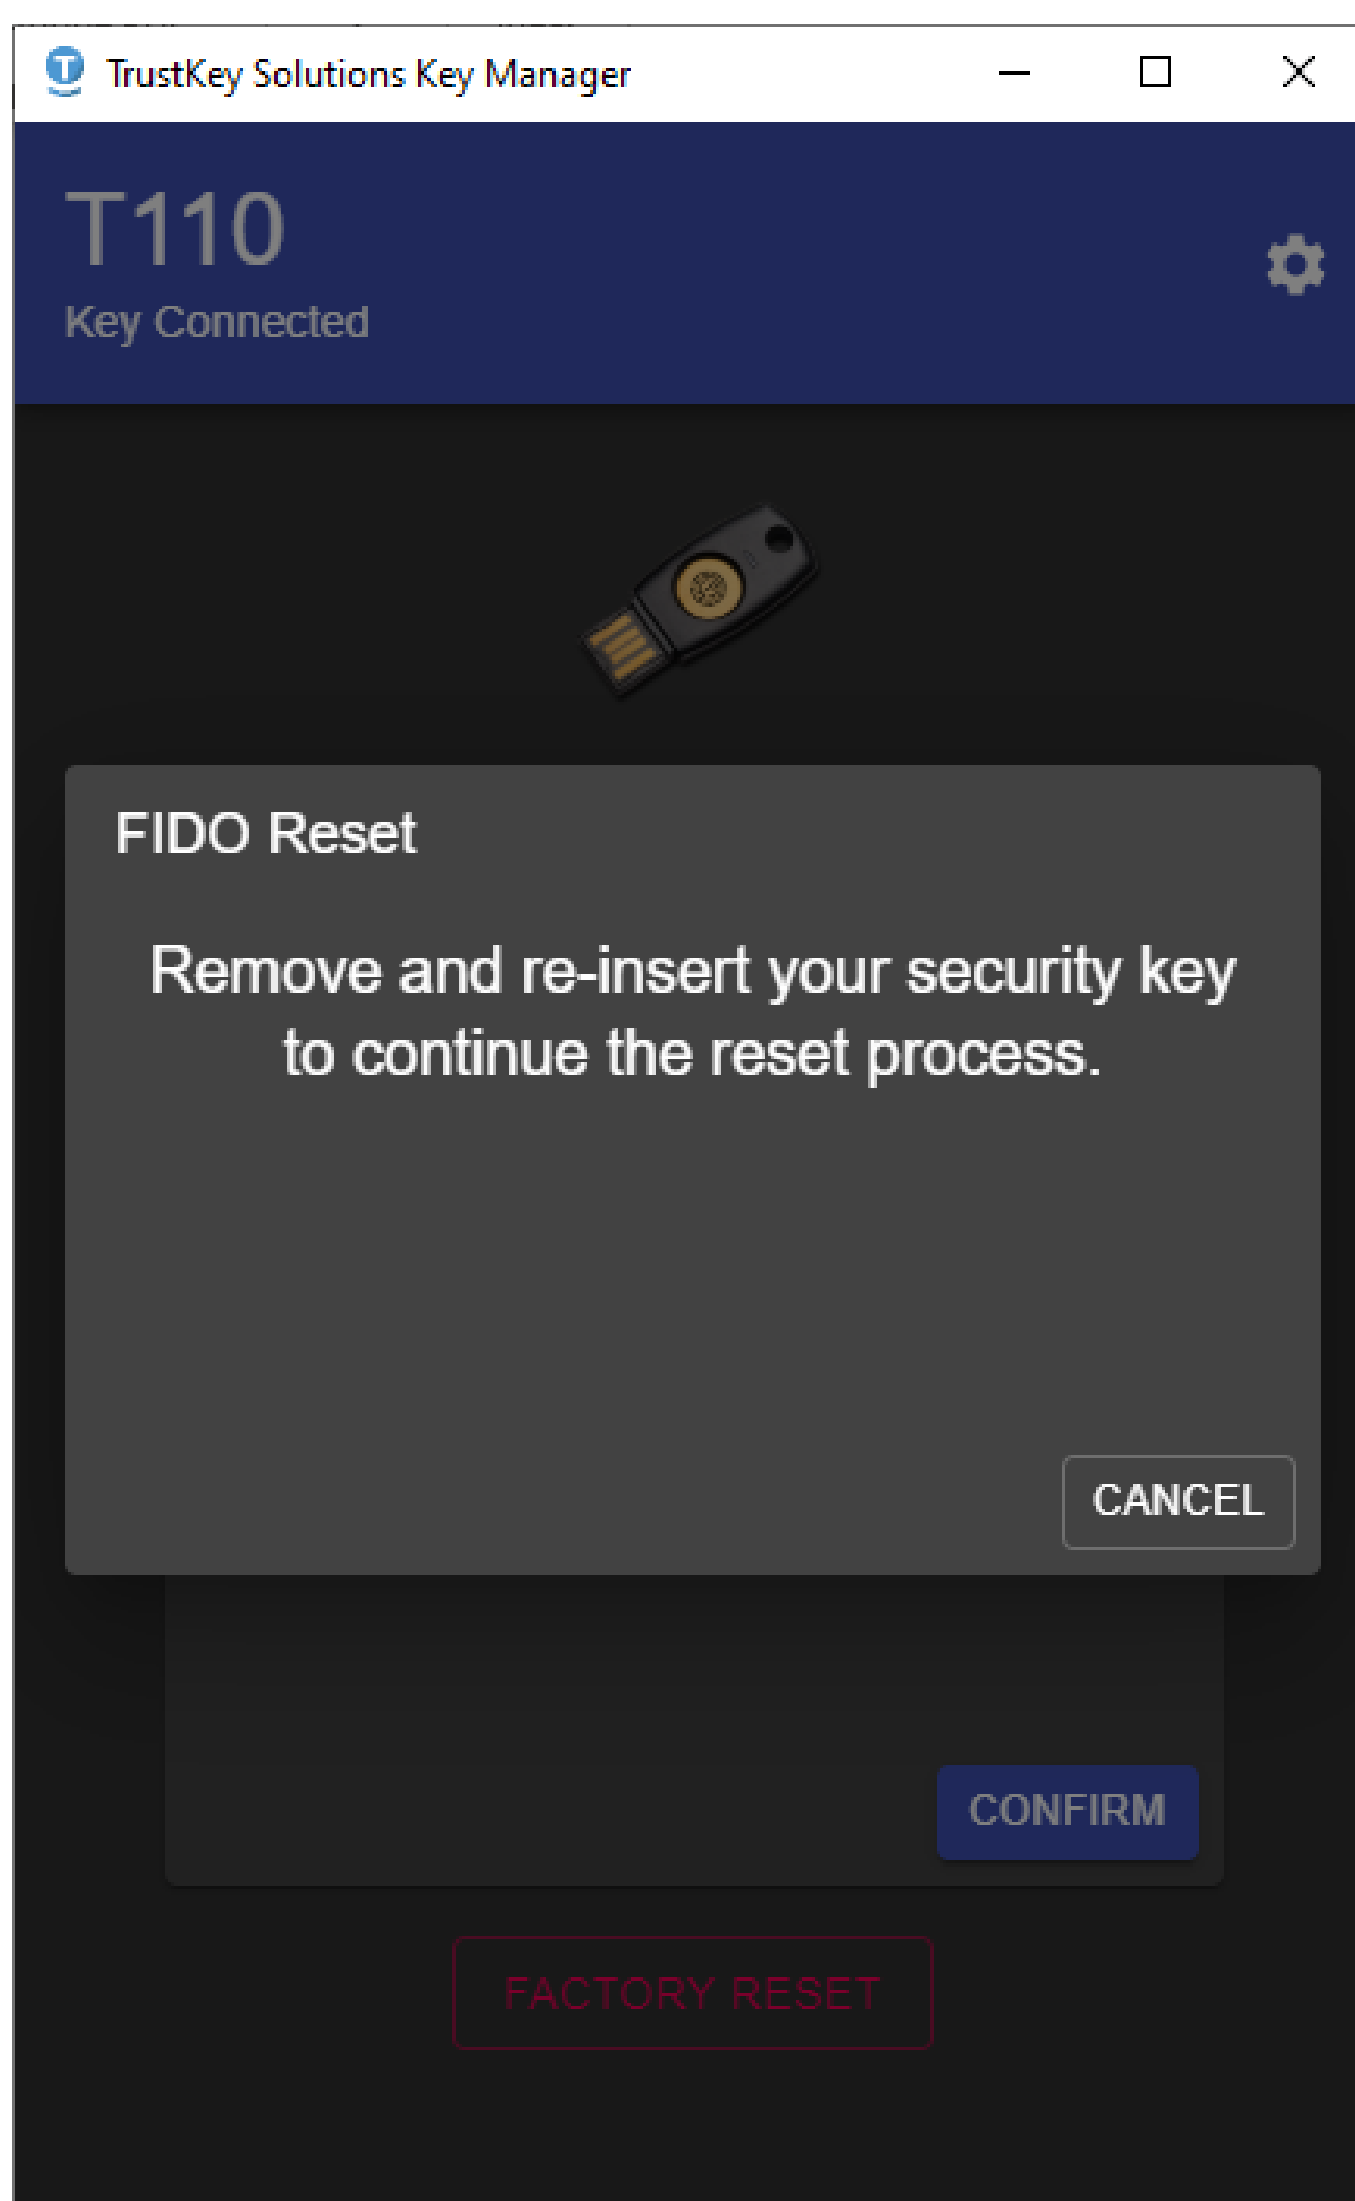 TrustKey Solutions Key Manager
T110
Key Connected
FIDO Reset
Remove and re-insert your security key
to continue the reset process.
CANCEL
CONFIRM
FACTORY RESET